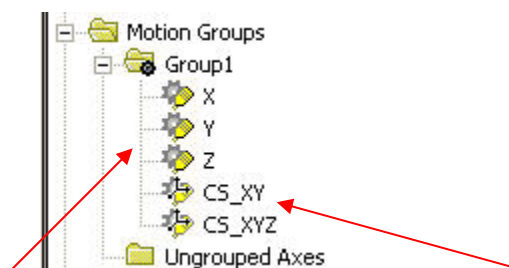 Motion Groups
Group1
X
Y
Z
CS_XY
CS_XYZ
Ungrouped Axes